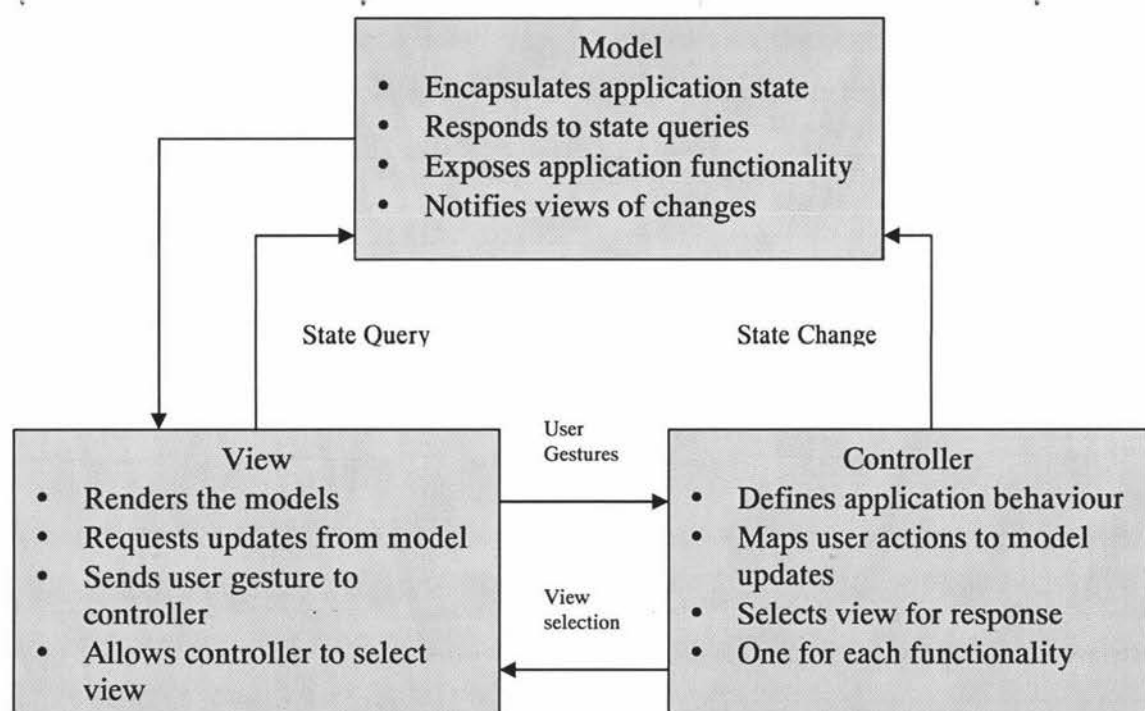 Model
• Encapsulates application state
• Responds to state queries
• Exposes application functionality
• Notifies views of changes
State Query
State Change
View
• Renders the models
• Requests updates from model
• Sends user gesture to
controller
• Allows controller to select
view
User
Gestures
View
selection
Controller
• Defines application behaviour
• Maps user actions to model
updates
• Selects view for response
• One for each functionality